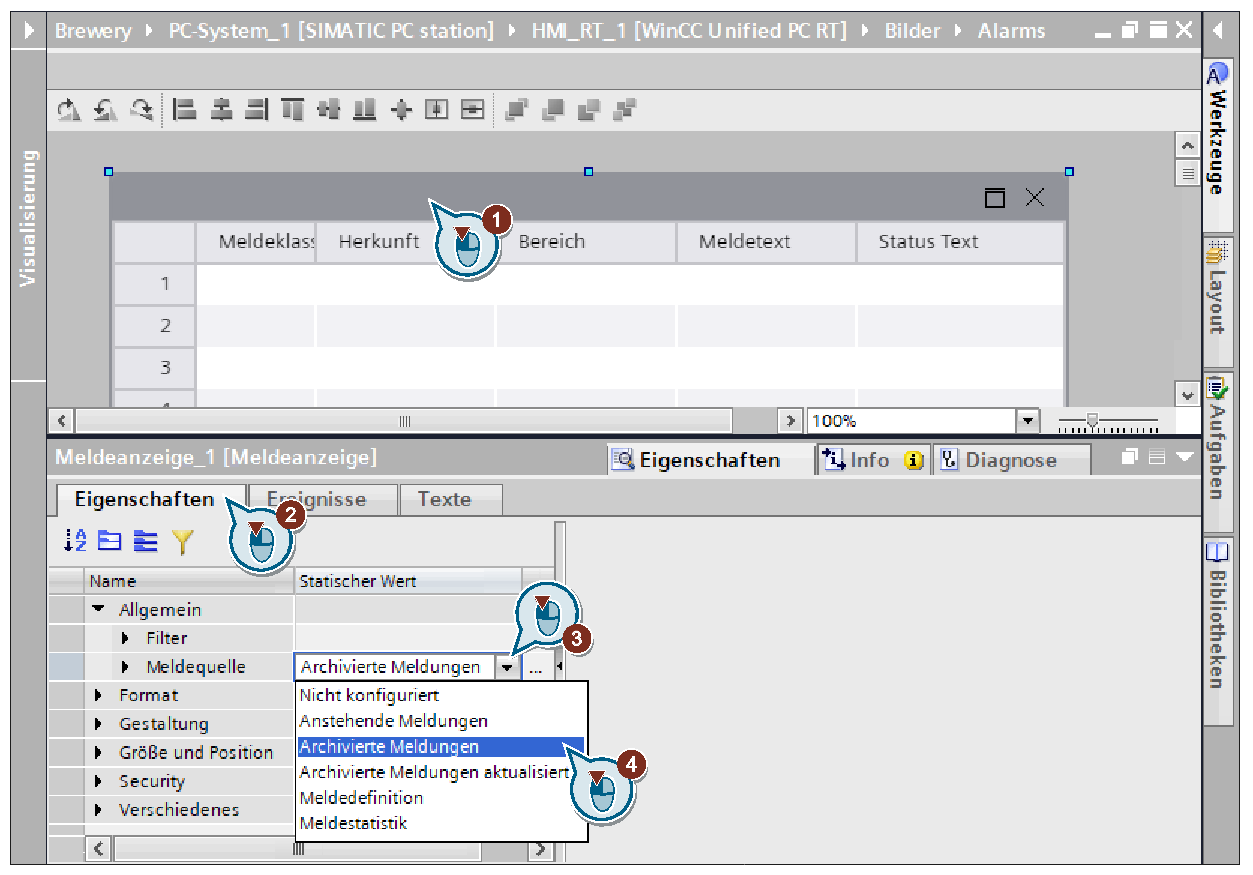 Brewery PC-System_1 [SIMATIC PC station] HMI_RT_1 [WinCC Unified PC RT] Bilder Alarms
Visualisierung
Meldeklass Herkunft Bereich Meldetext Status Text
1
1
2
3
100%
Meldeanzeige_1 [Meldeanzeige]
Eigenschaften Info Diagnose
Eigenschaften Ereignisse Texte
2
Name Statischer Wert
Allgemein
Filter
3
Meldequelle Archivierte Meldungen ...
Format
Gestaltung
Größe und Position
Security
Verschiedenes
Nicht konfiguriert
Anstehende Meldungen
Archivierte Meldungen
Archivierte Meldungen aktualisiert
Meldedefinition
Meldestatistik
4
Werkzeuge
Layout
Aufgaben
Bibliotheken